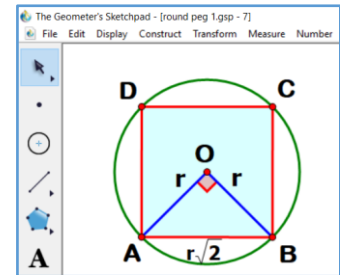 The Geometer's Sketchpad - [round peg 1.gsp - 7]
File Edit Display Construct Transform Measure Number
D C
O
r r
A r√2 B
A